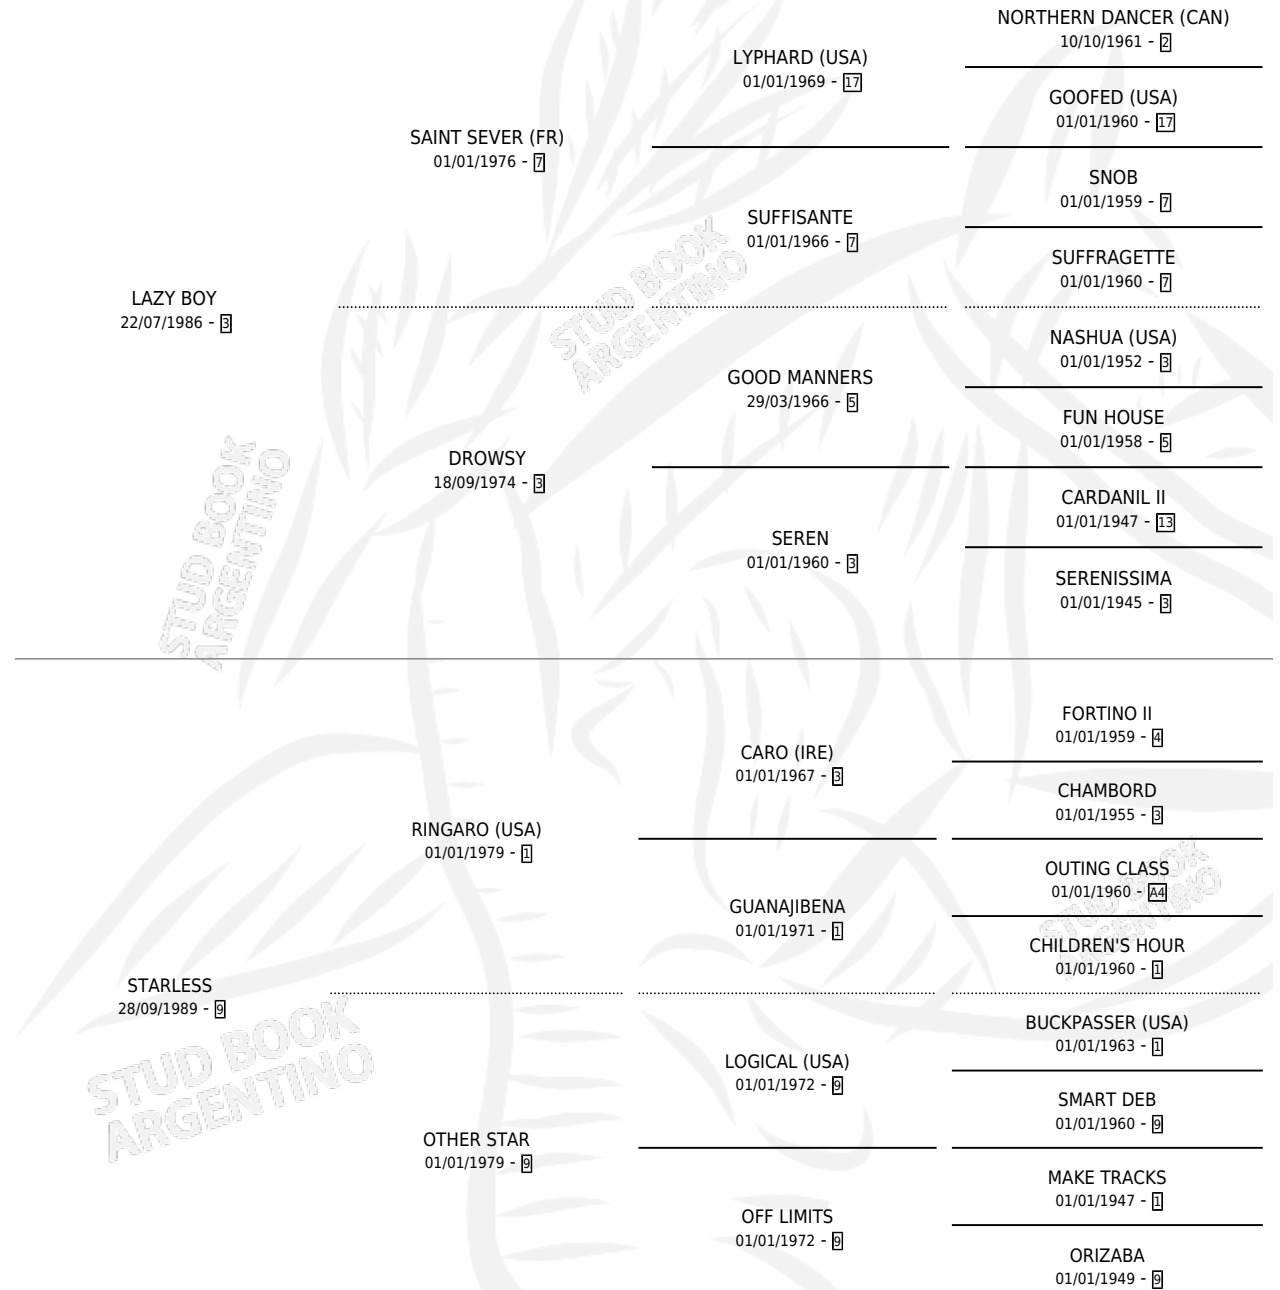 NORTHERN DANCER (CAN)
10/10/1961 - 2
LYPHARD (USA)
01/01/1969 - 17
GOOFED (USA)
01/01/1960 - 17
SAINT SEVER (FR)
01/01/1976 - 7
SNOB
01/01/1959 - 7
SUFFISANTE
01/01/1966 - 7
SUFFRAGETTE
01/01/1960 - 7
LAZY BOY
22/07/1986 - 3
STUD BOOK
ARGENTINO
NASHUA (USA)
01/01/1952 - 3
GOOD MANNERS
29/03/1966 - 5
FUN HOUSE
01/01/1958 - 5
DROWSY
18/09/1974 - 3
CARDANIL II
01/01/1947 - 13
SEREN
01/01/1960 - 3
SERENISSIMA
01/01/1945 - 3
STUD BOOK
ARGENTINO
FORTINO II
01/01/1959 - 4
CARO (IRE)
01/01/1967 - 3
CHAMBORD
01/01/1955 - 3
RINGARO (USA)
01/01/1979 - 1
OUTING CLASS
01/01/1960 - A4
GUANAJIBENA
01/01/1971 - 1
CHILDREN'S HOUR
01/01/1960 - 1
STUD BOOK
ARGENTINO
STARLESS
28/09/1989 - 9
BUCKPASSER (USA)
01/01/1963 - 1
LOGICAL (USA)
01/01/1972 - 9
SMART DEB
01/01/1960 - 9
STUD BOOK
ARGENTINO
OTHER STAR
01/01/1979 - 9
MAKE TRACKS
01/01/1947 - 1
OFF LIMITS
01/01/1972 - 9
ORIZABA
01/01/1949 - 9